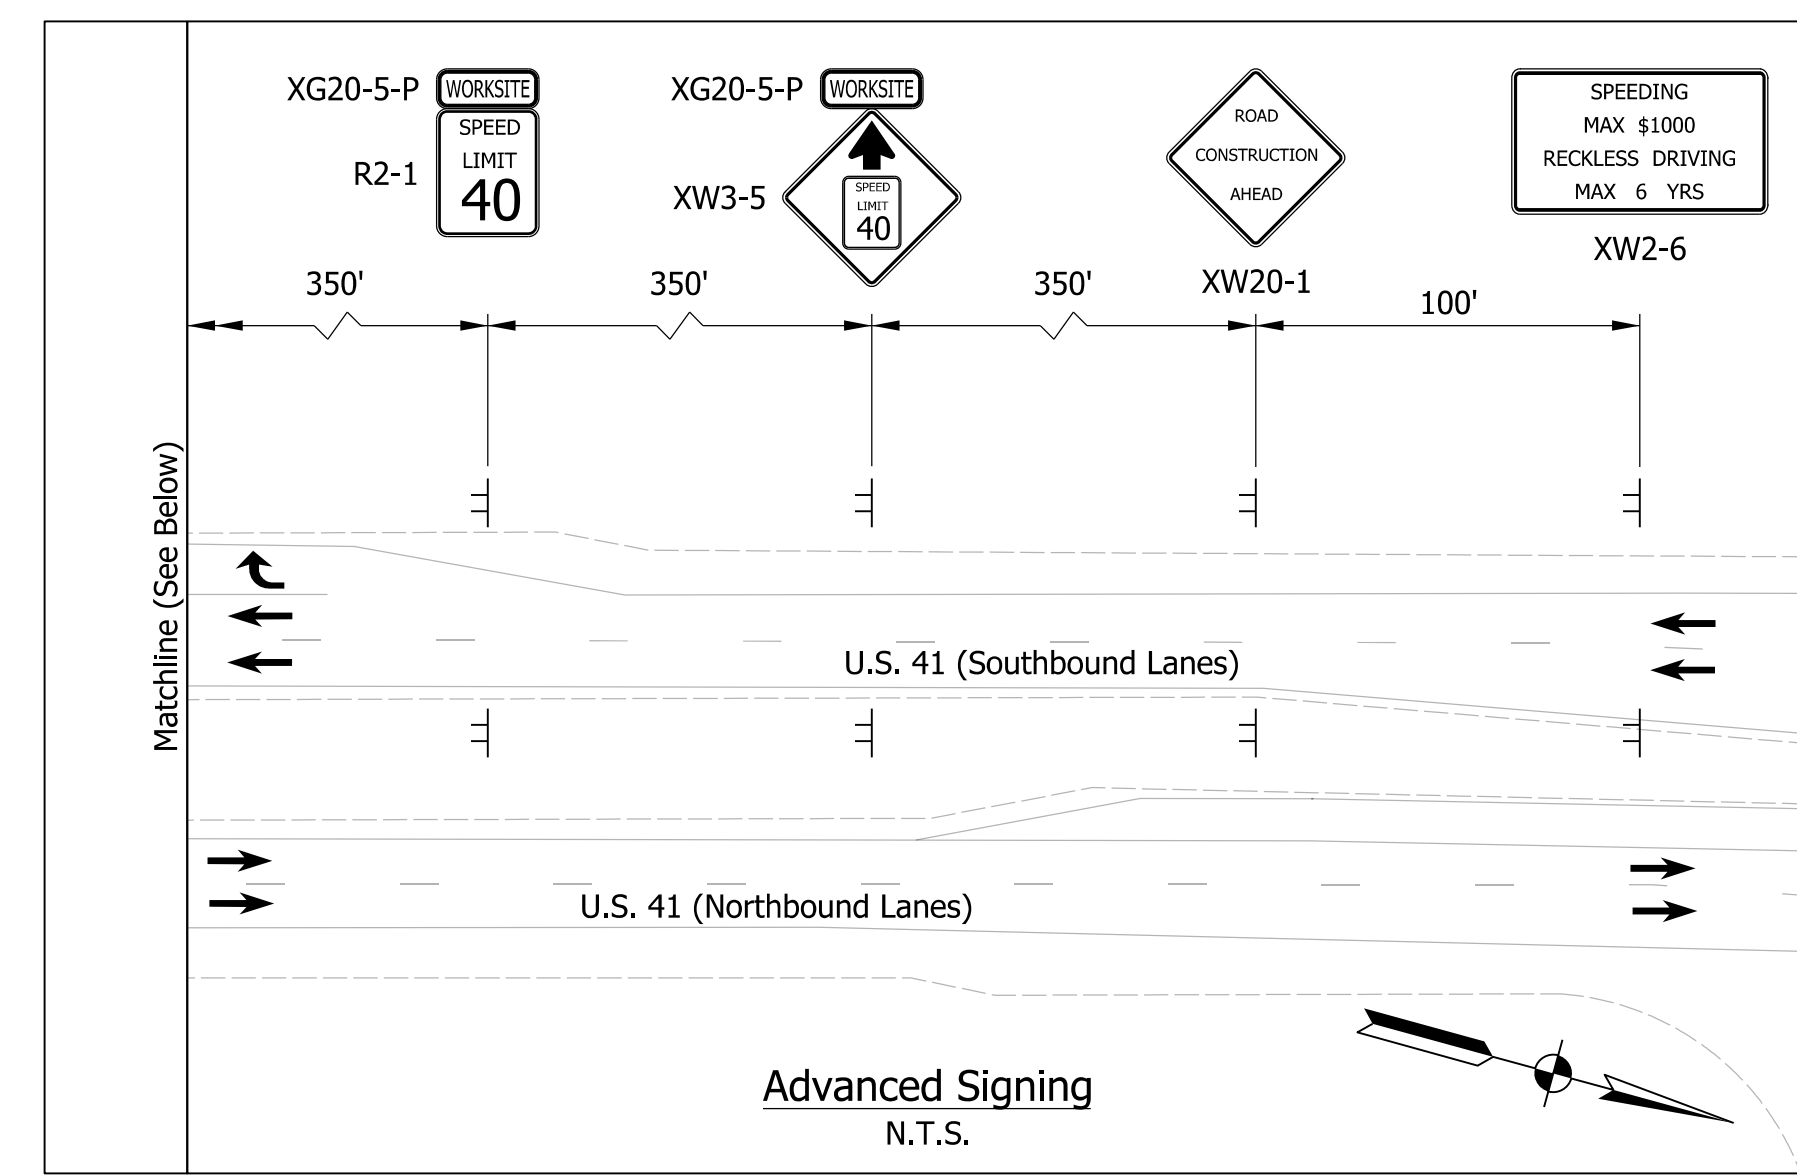 XG20-5-P
WORKSITE
SPEED
LIMIT
40
R2-1
XG20-5-P
WORKSITE
SPEED
LIMIT
40
XW3-5
ROAD
CONSTRUCTION
AHEAD
XW20-1
SPEEDING
MAX $1000
RECKLESS DRIVING
MAX 6 YRS
XW2-6
350'
350'
350'
100'
Matchline (See Below)
U.S. 41 (Southbound Lanes)
U.S. 41 (Northbound Lanes)
Advanced Signing
N.T.S.